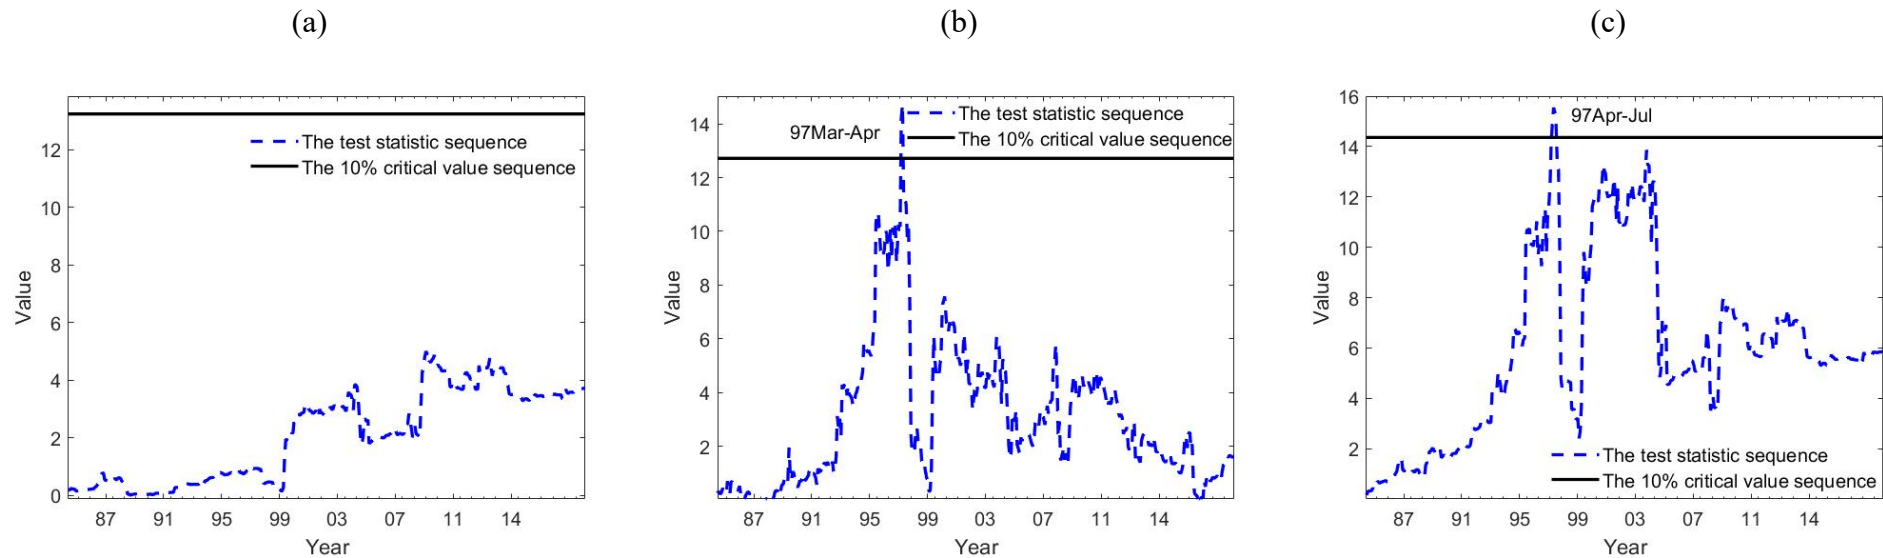 (a)
(b)
(c)
12
10
8
6
4
2
0
Value
The test statistic sequence
The 10% critical value sequence
87 91 95 99 03 07 11 14
Year
14
12
10
8
6
4
2
Value
97Mar-Apr
The test statistic sequence
The 10% critical value sequence
87 91 95 99 03 07 11 14
Year
16
14
12
10
8
6
4
2
Value
97Apr-Jul
The test statistic sequence
The 10% critical value sequence
87 91 95 99 03 07 11 14
Year